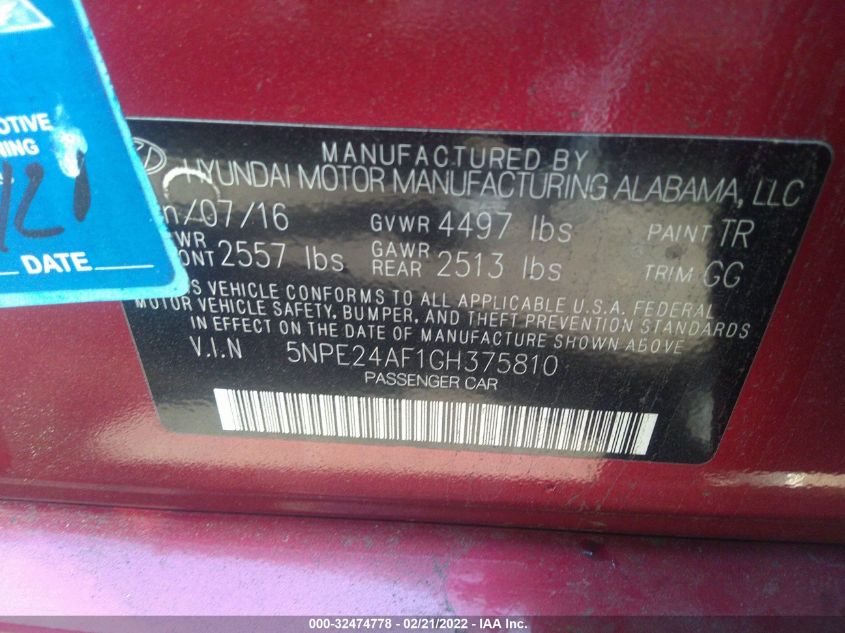 MANUFACTURED BY
HYUNDAI MOTOR MANUFACTURING ALABAMA, LLC
/07/16 GVWR 4497 lbs PAINT TR
2557 lbs GAWR REAR 2513 lbs TRIM GG
VEHICLE CONFORMS TO ALL APPLICABLE U.S.A. FEDERAL
MOTOR VEHICLE SAFETY, BUMPER, AND THEFT PREVENTION STANDARDS
IN EFFECT ON THE DATE OF MANUFACTURE SHOWN ABOVE.
V.I.N 5NPE24AF1GH375810
PASSENGER CAR
DATE
000-32474778 - 02/21/2022 - IAA Inc.